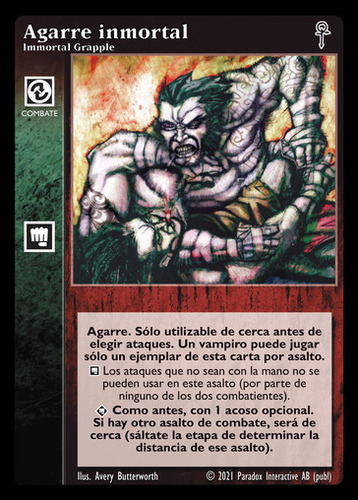 Agarre inmortal
Immortal Grapple
COMBATE
Agarre. Sólo utilizable de cerca antes de
elegir ataques. Un vampiro puede jugar
sólo un ejemplar de esta carta por asalto.
Los ataques que no sean con la mano no se
pueden usar en este asalto (por parte de
ninguno de los dos combatientes).
Como antes, con 1 acoso opcional.
Si hay otro asalto de combate, será de
cerca (sáltate la etapa de determinar la
distancia de ese asalto).
Ilus. Avery Butterworth
© 2021 Paradox Interactive AB (publ)